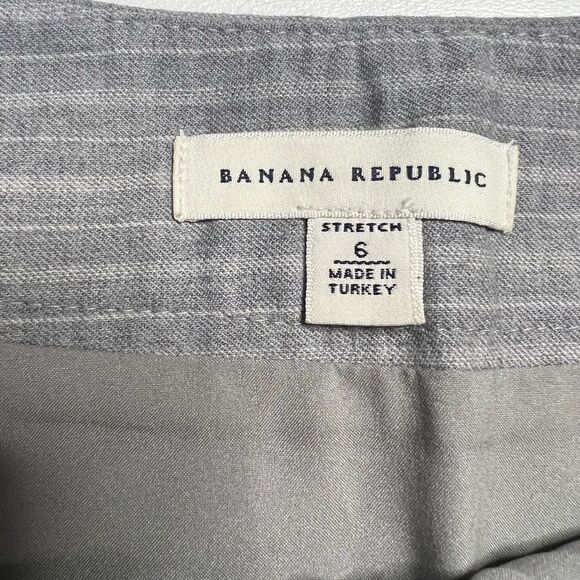 BANANA REPUBLIC
STRETCH
6
MADE IN
TURKEY